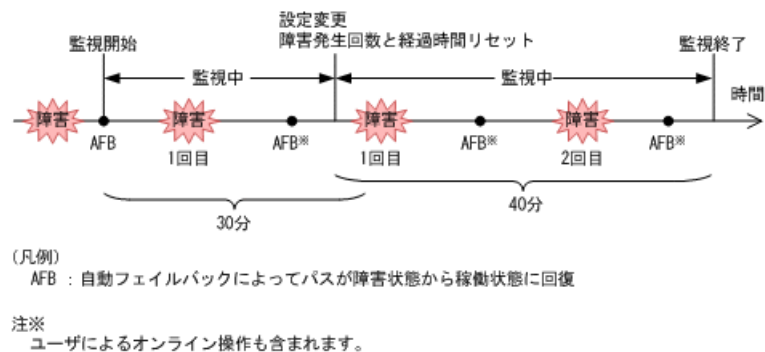 設定変更
障害発生回数と経過時間リセット
監視開始
監視終了
監視中
監視中
時間
障害
障害
障害
障害
AFB
AFB※
AFB※
AFB※
1回目
1回目
2回目
30分
40分
(凡例)
AFB : 自動フェイルバックによってパスが障害状態から稼働状態に回復
注※
ユーザによるオンライン操作も含まれます。